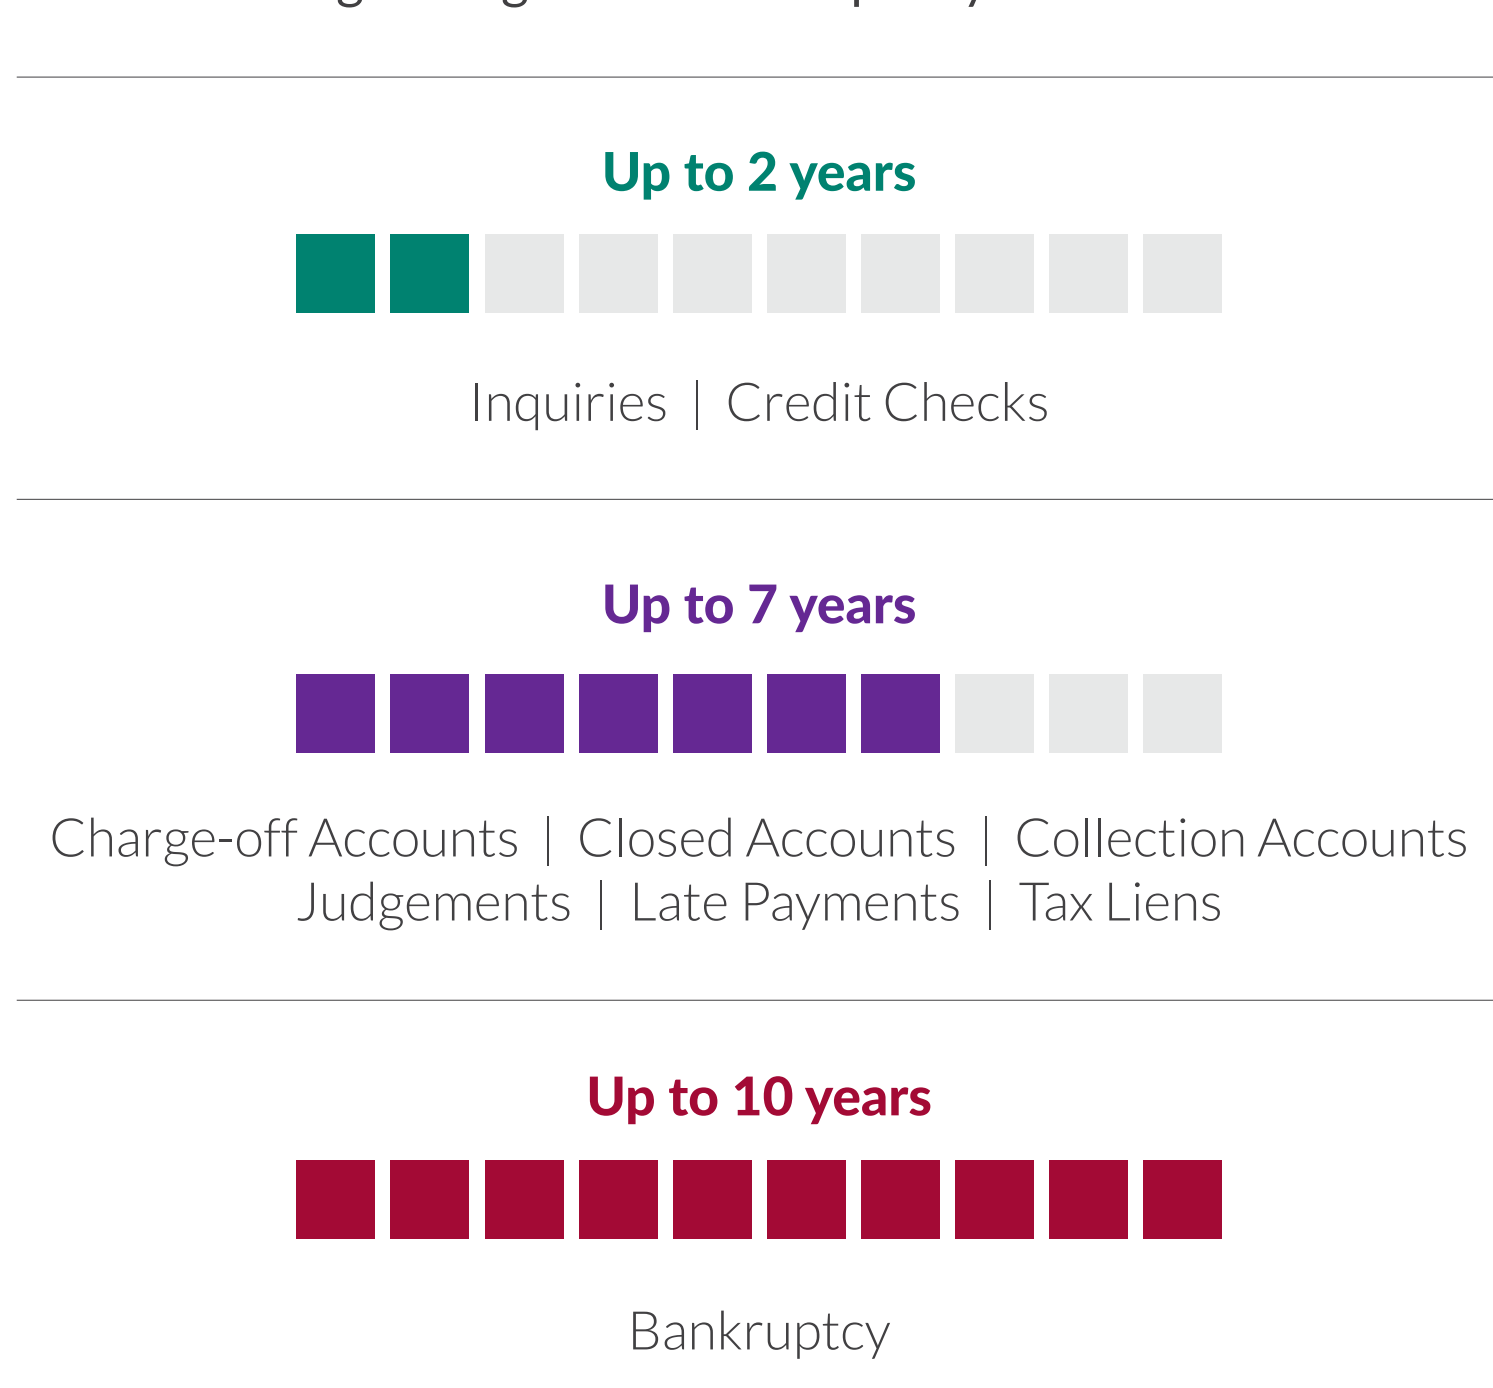 Up to 2 years
Inquiries | Credit Checks
Up to 7 years
Charge-off Accounts | Closed Accounts | Collection Accounts
Judgements | Late Payments | Tax Liens
Up to 10 years
Bankruptcy